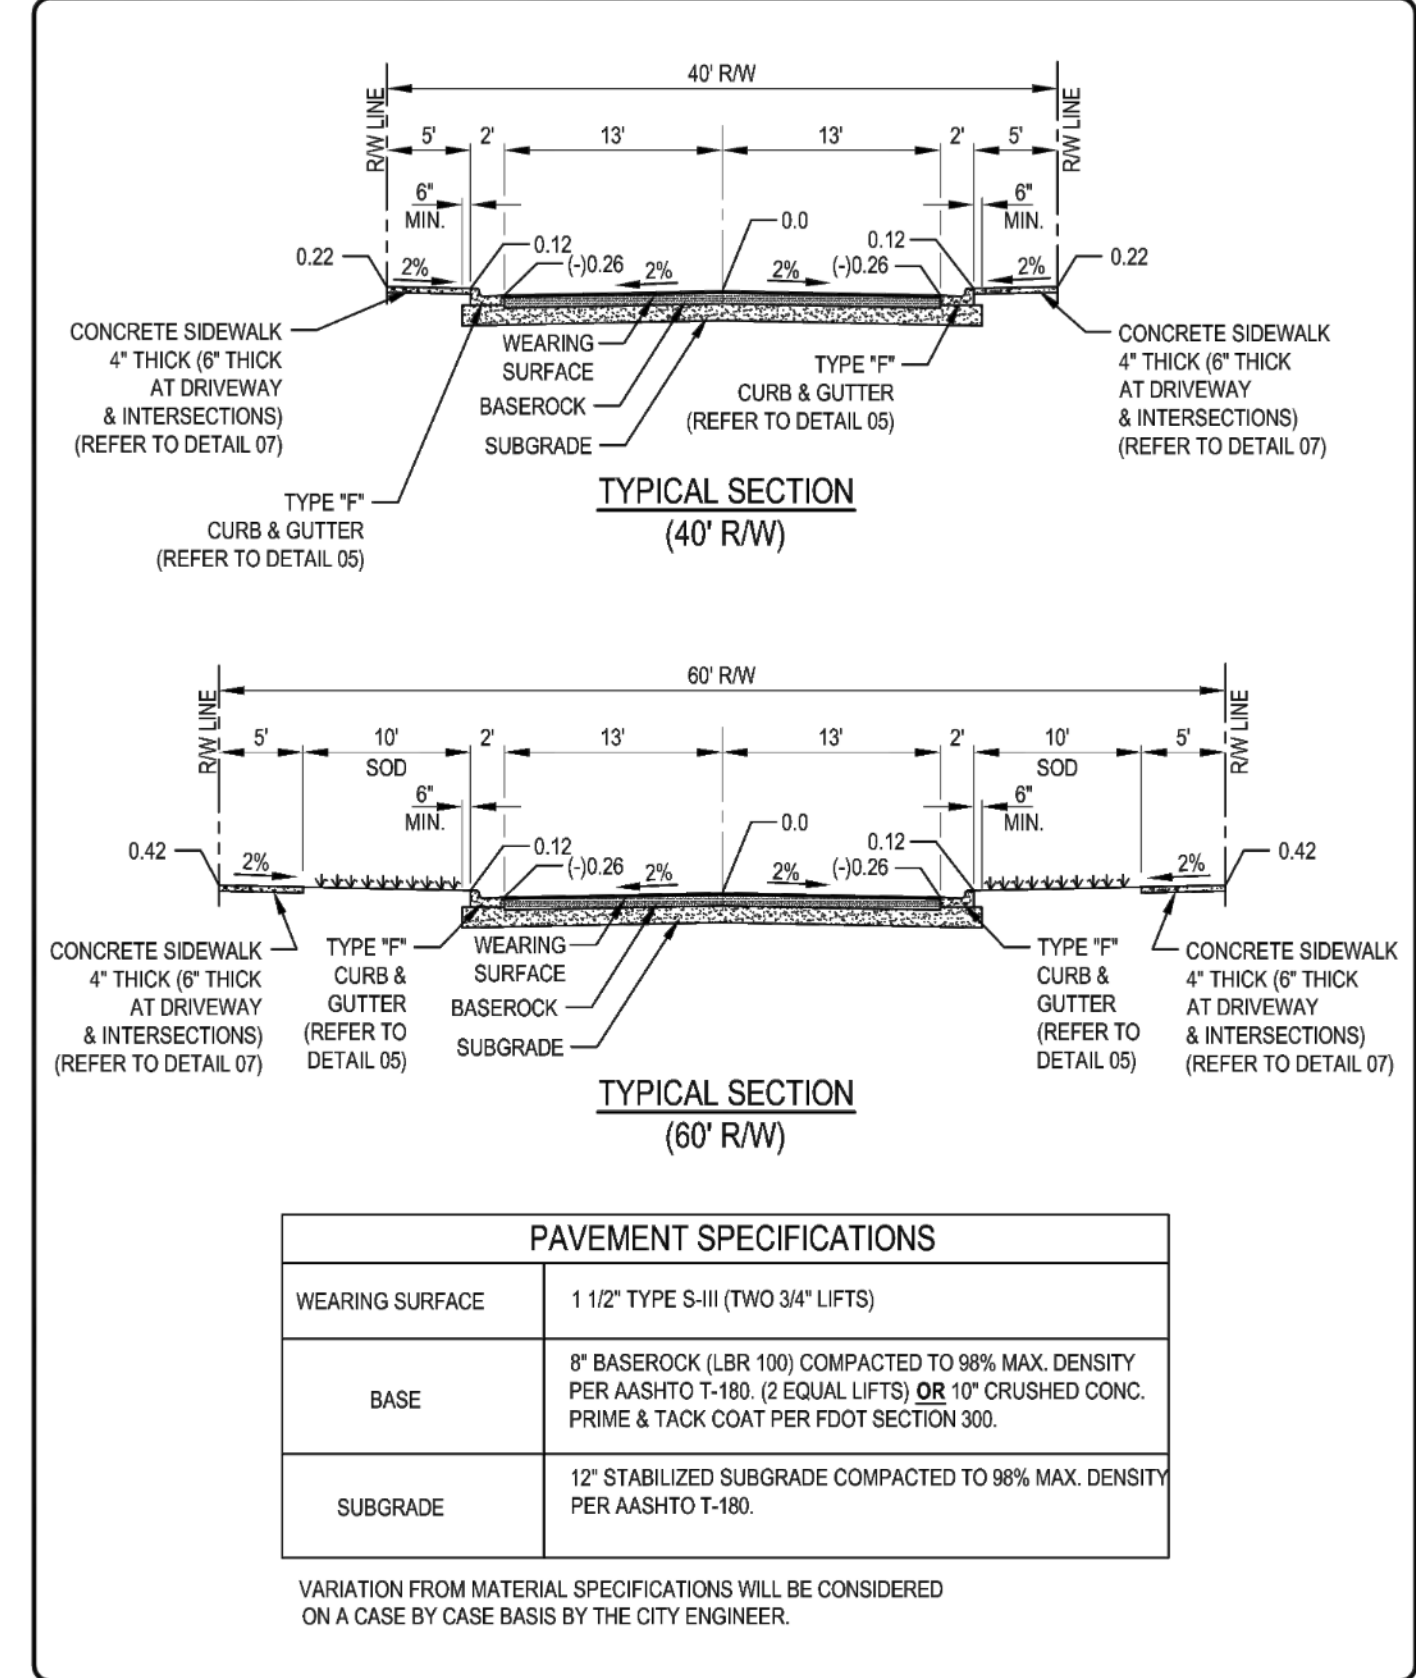 40' R/W
R/W LINE
R/W LINE
5' 2' 13' 13' 2' 5'
6"
MIN.
6"
MIN.
0.22
2%
0.12
(-)0.26
2%
0.0
2%
0.12
(-)0.26
2%
0.22
CONCRETE SIDEWALK
4" THICK (6" THICK
AT DRIVEWAY
& INTERSECTIONS)
(REFER TO DETAIL 07)
WEARING
SURFACE
BASEROCK
SUBGRADE
TYPE "F"
CURB & GUTTER
(REFER TO DETAIL 05)
CONCRETE SIDEWALK
4" THICK (6" THICK
AT DRIVEWAY
& INTERSECTIONS)
(REFER TO DETAIL 07)
TYPE "F"
CURB & GUTTER
(REFER TO DETAIL 05)
TYPICAL SECTION
(40' R/W)
60' R/W
R/W LINE
R/W LINE
5' 10' 2' 13' 13' 2' 10' 5'
SOD
SOD
6"
MIN.
6"
MIN.
0.42
2%
0.12
(-)0.26
2%
0.0
2%
0.12
(-)0.26
2%
0.42
CONCRETE SIDEWALK
4" THICK (6" THICK
AT DRIVEWAY
& INTERSECTIONS)
(REFER TO DETAIL 07)
TYPE "F"
CURB &
GUTTER
(REFER TO
DETAIL 05)
WEARING
SURFACE
BASEROCK
SUBGRADE
TYPE "F"
CURB &
GUTTER
(REFER TO
DETAIL 05)
CONCRETE SIDEWALK
4" THICK (6" THICK
AT DRIVEWAY
& INTERSECTIONS)
(REFER TO DETAIL 07)
TYPICAL SECTION
(60' R/W)
PAVEMENT SPECIFICATIONS
WEARING SURFACE
1 1/2" TYPE S-III (TWO 3/4" LIFTS)
BASE
8" BASEROCK (LBR 100) COMPACTED TO 98% MAX. DENSITY
PER AASHTO T-180. (2 EQUAL LIFTS) OR 10" CRUSHED CONC.
PRIME & TACK COAT PER FDOT SECTION 300.
SUBGRADE
12" STABILIZED SUBGRADE COMPACTED TO 98% MAX. DENSITY
PER AASHTO T-180.
VARIATION FROM MATERIAL SPECIFICATIONS WILL BE CONSIDERED
ON A CASE BY CASE BASIS BY THE CITY ENGINEER.